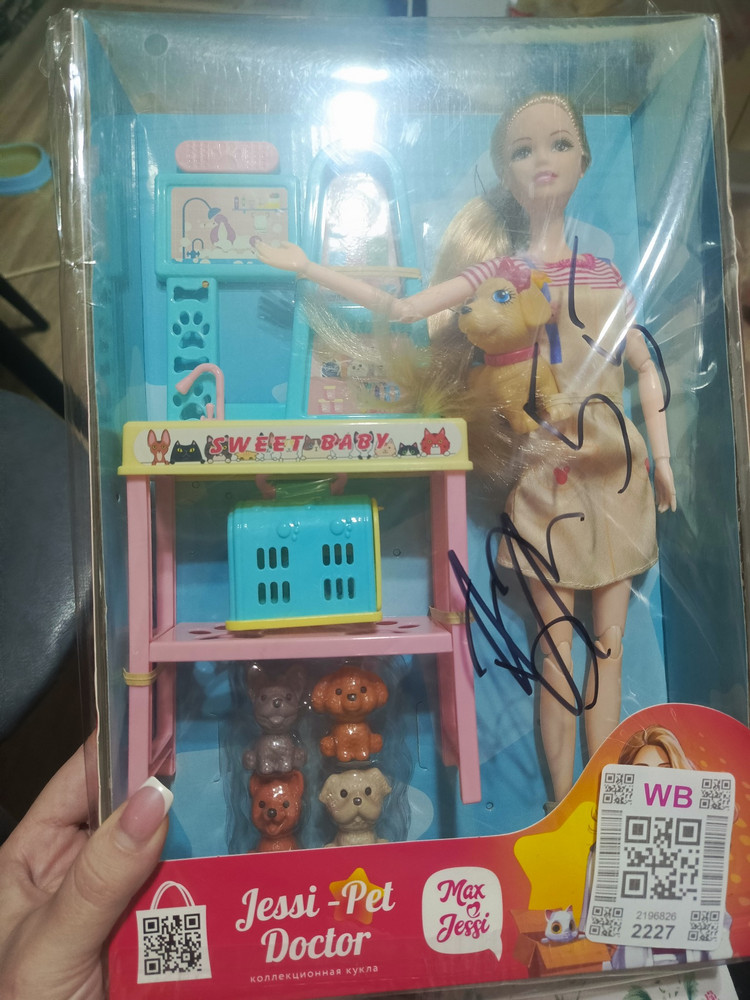 SWEET BABY
Jessi -Pet
Doctor
коллекционная кукла
Max
Jessi
WB
2196826
2227